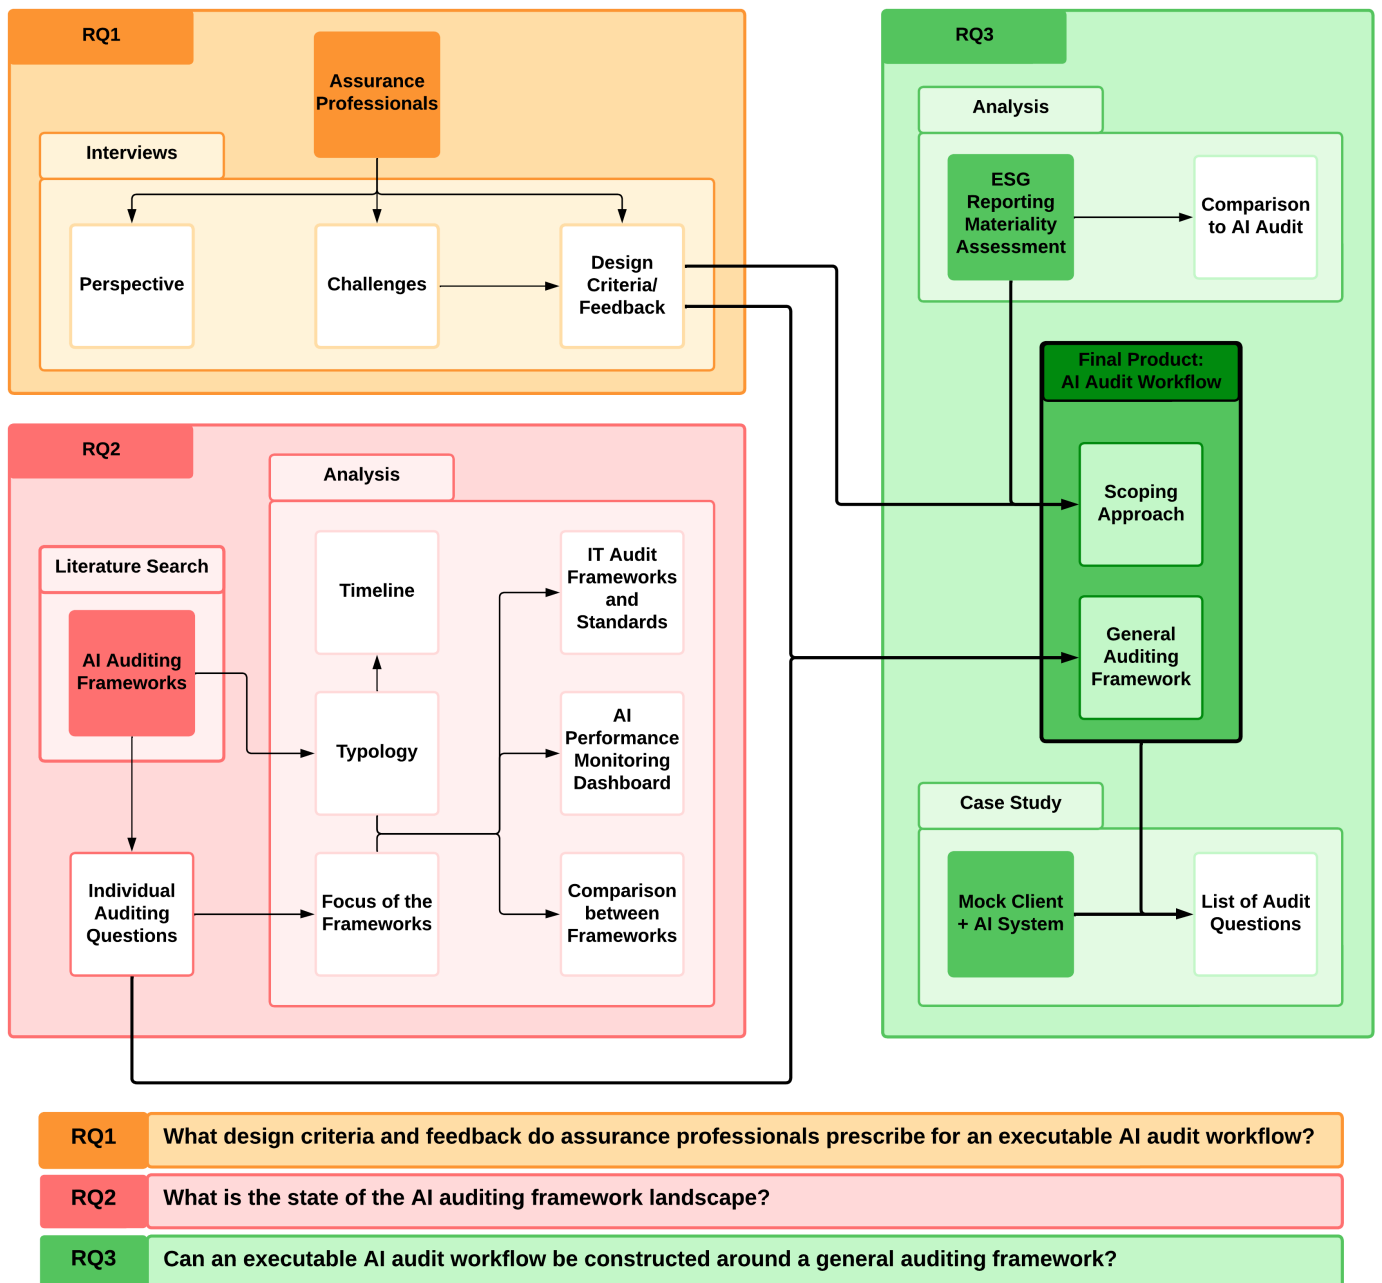 RQ1
Assurance
Professionals
Interviews
Perspective
Challenges
Design
Criteria/
Feedback
RQ2
Analysis
Literature Search
AI Auditing
Frameworks
Timeline
IT Audit
Frameworks
and
Standards
Typology
AI
Performance
Monitoring
Dashboard
Individual
Auditing
Questions
Focus of the
Frameworks
Comparison
between
Frameworks
RQ3
Analysis
ESG
Reporting
Materiality
Assessment
Comparison
to AI Audit
Final Product:
AI Audit Workflow
Scoping
Approach
General
Auditing
Framework
Case Study
Mock Client
+ AI System
List of Audit
Questions
RQ1 What design criteria and feedback do assurance professionals prescribe for an executable AI audit workflow?
RQ2 What is the state of the AI auditing framework landscape?
RQ3 Can an executable AI audit workflow be constructed around a general auditing framework?